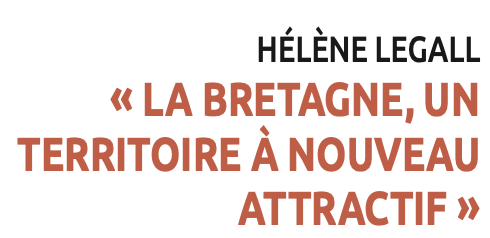 HÉLÈNE LEGALL
« LA BRETAGNE, UN
TERRITOIRE À NOUVEAU
ATTRACTIF »